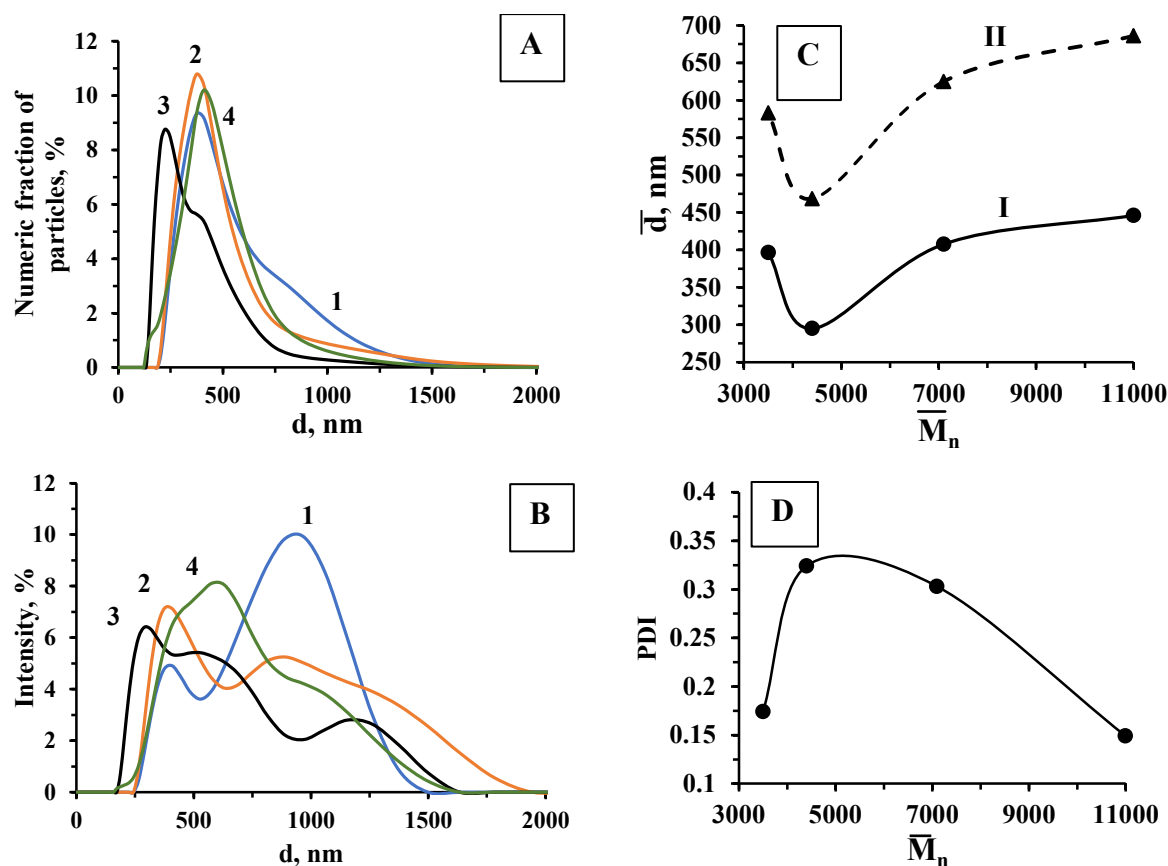 A
12
10
8
6
4
2
0
Numeric fraction of
particles, %
2
3
4
1
0 500 1000 1500 2000
d, nm
C
750
700
650
600
550
500
450
400
350
300
250
d, nm
II
I
3000 5000 7000 9000 11000
M̅n
B
12
10
8
6
4
2
0
Intensity, %
1
2
4
3
0 500 1000 1500 2000
d, nm
D
0.4
0.35
0.3
0.25
0.2
0.15
0.1
PDI
3000 5000 7000 9000 11000
M̅n